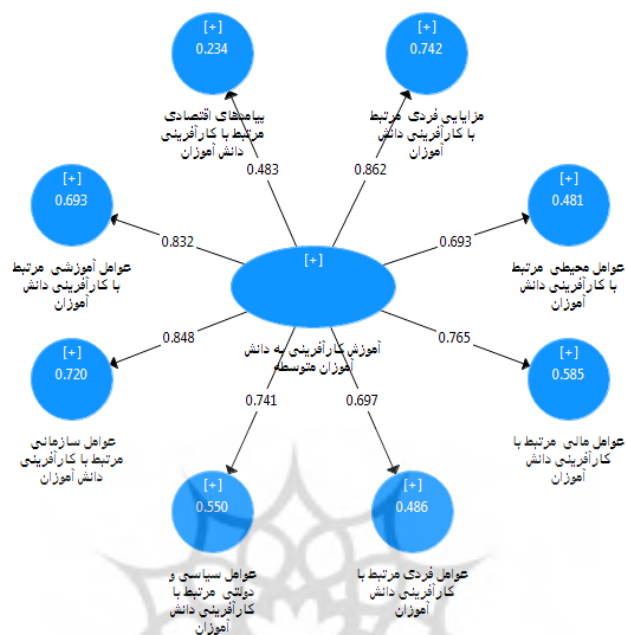 [+]
0.234
پیامدهای اقتصادی
مرتبط با کارآفرینی
دانش آموزان
[+]
0.742
مزایایی فردی مرتبط
با کارآفرینی دانش
آموزان
0.483
0.862
[+]
0.693
عوامل آموزشی مرتبط
با کارآفرینی دانش
آموزان
0.832
[+]
0.481
عوامل محیطی مرتبط
با کارآفرینی دانش
آموزان
0.693
[+]
آموزش کارآفرینی به دانش
آموزان متوسطه
[+]
0.720
عوامل سازمانی
مرتبط با کارآفرینی
دانش آموزان
0.848
[+]
0.585
عوامل مالی مرتبط با
کارآفرینی دانش
آموزان
0.765
0.741
0.697
[+]
0.550
عوامل سیاسی و
دولتی مرتبط با
کارآفرینی دانش
آموزان
[+]
0.486
عوامل فردی مرتبط با
کارآفرینی دانش
آموزان